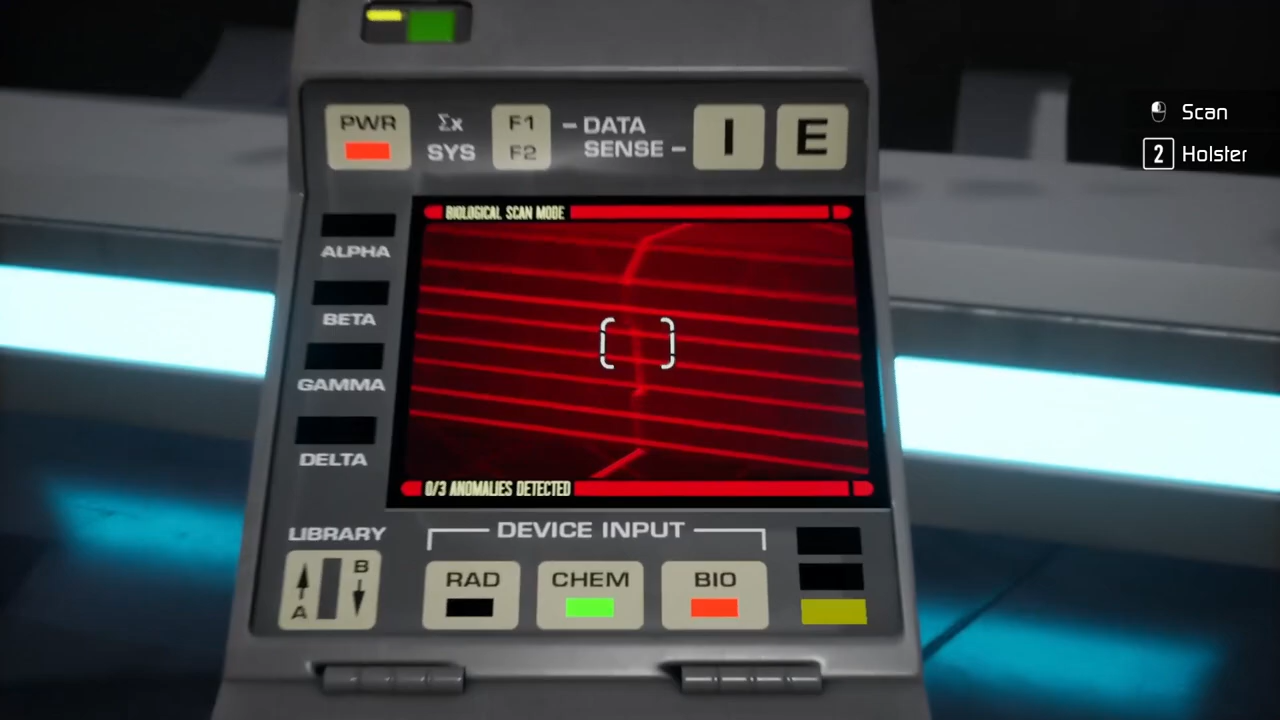 Scan
2 Holster
PWR
Σx
SYS
F1
F2
– DATA
SENSE –
I
E
BIOLOGICAL SCAN MODE
ALPHA
BETA
GAMMA
DELTA
0/3 ANOMALIES DETECTED
LIBRARY
A
B
DEVICE INPUT
RAD
CHEM
BIO